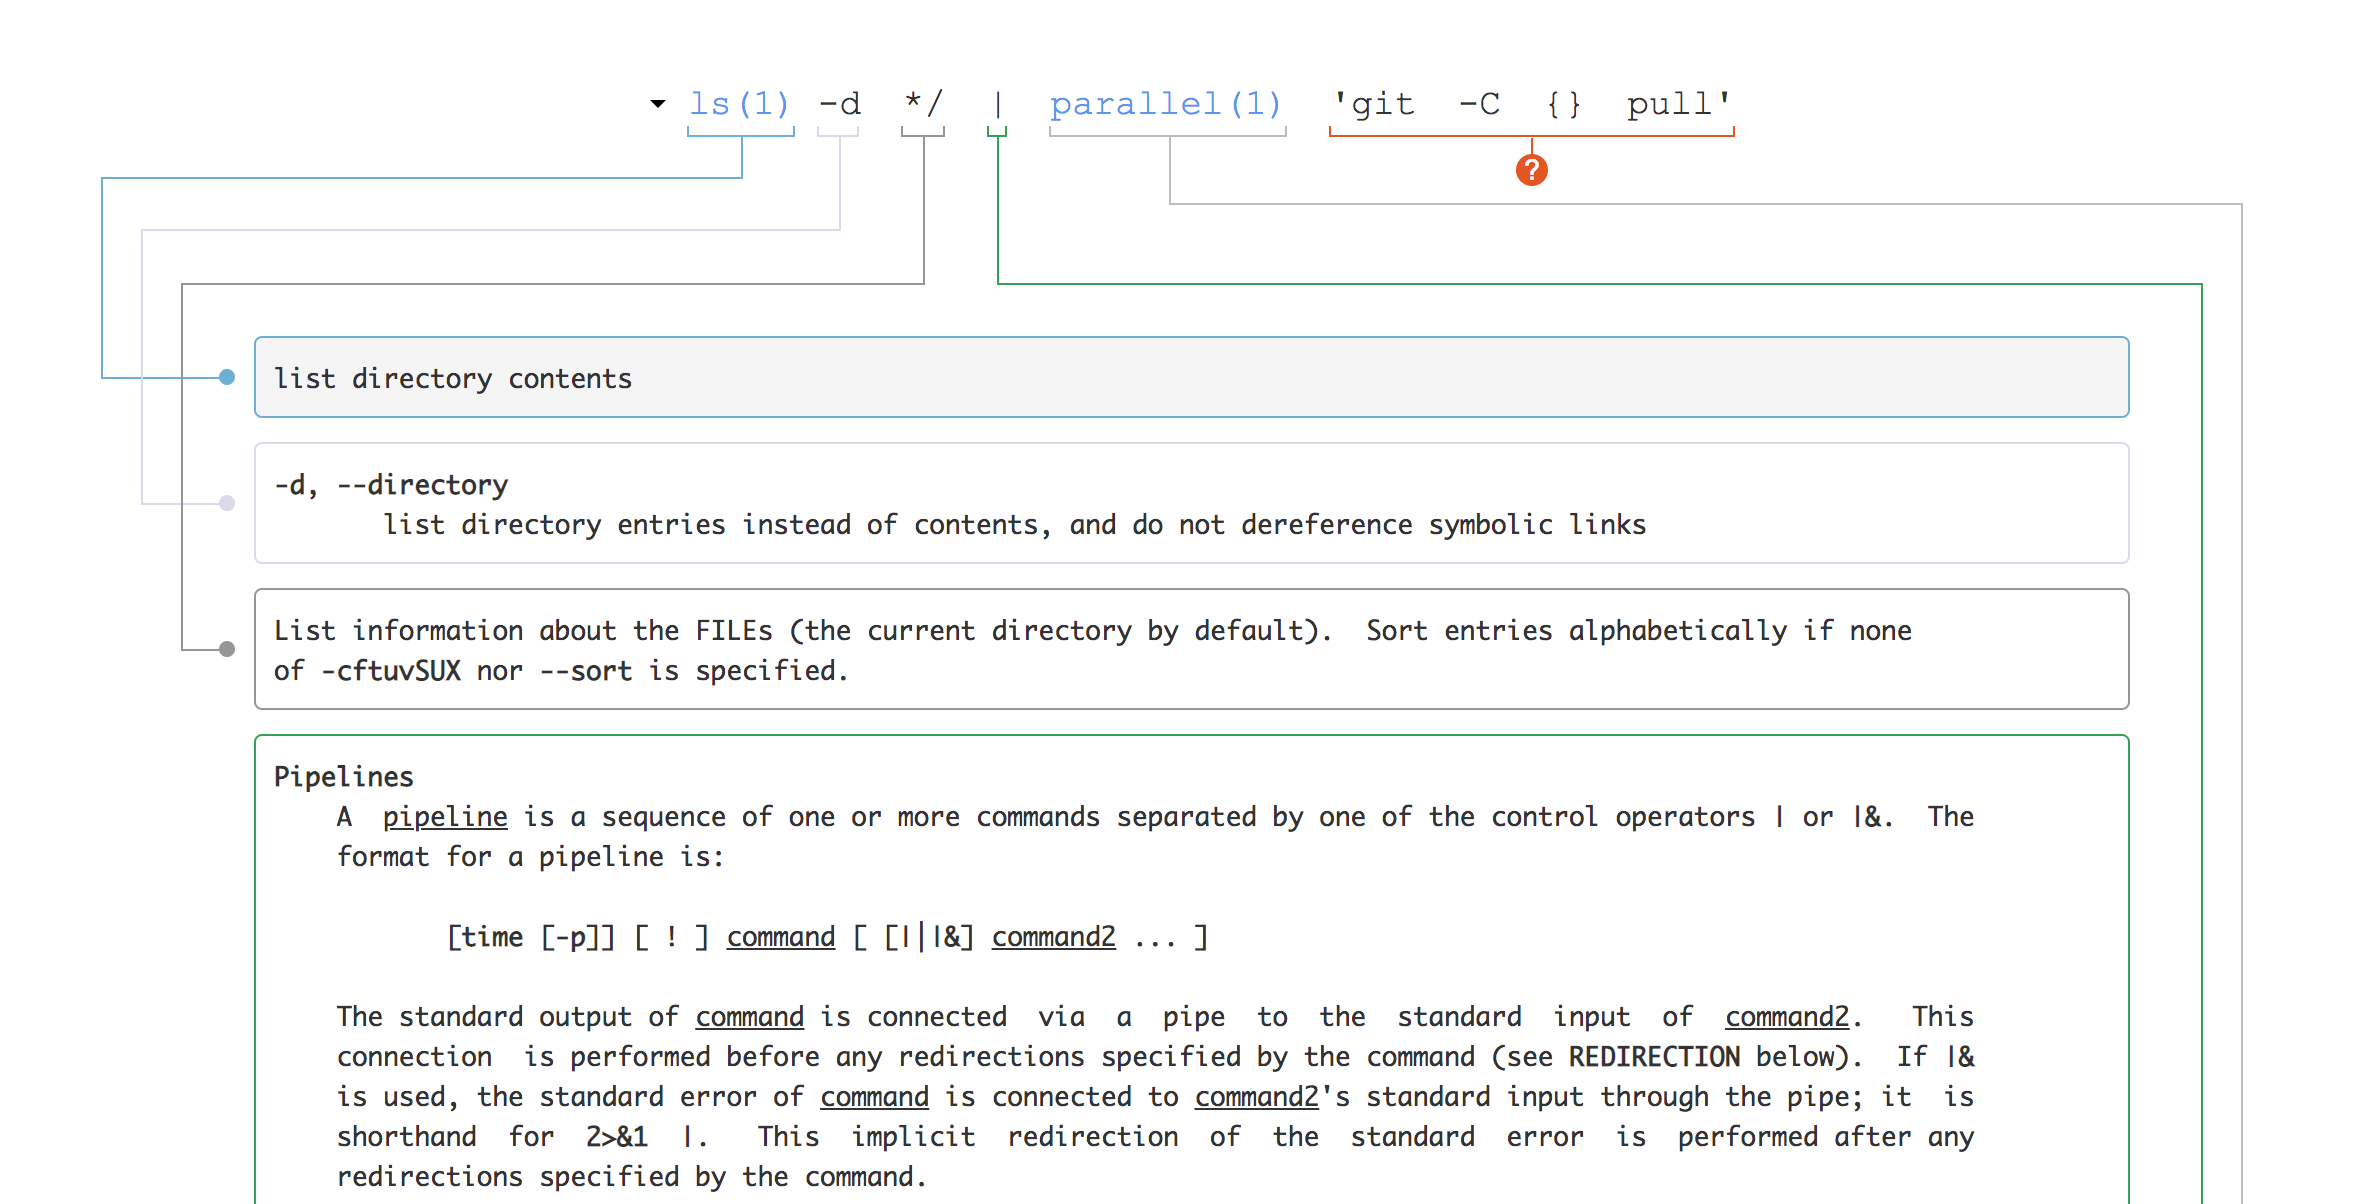 ls(1) -d */ | parallel(1) 'git -C {} pull'
?
list directory contents
-d, --directory
list directory entries instead of contents, and do not dereference symbolic links
List information about the FILEs (the current directory by default).  Sort entries alphabetically if none
of -cftuvSUX nor --sort is specified.
Pipelines
A  pipeline is a sequence of one or more commands separated by one of the control operators | or |&.  The
format for a pipeline is:
[time [-p]] [ ! ] command [ [|||&] command2 ... ]
The standard output of command is connected  via  a  pipe  to  the  standard  input  of  command2.   This
connection  is performed before any redirections specified by the command (see REDIRECTION below).  If |&
is used, the standard error of command is connected to command2's standard input through the pipe; it  is
shorthand  for  2>&1  |.   This  implicit  redirection  of  the  standard  error  is  performed after any
redirections specified by the command.